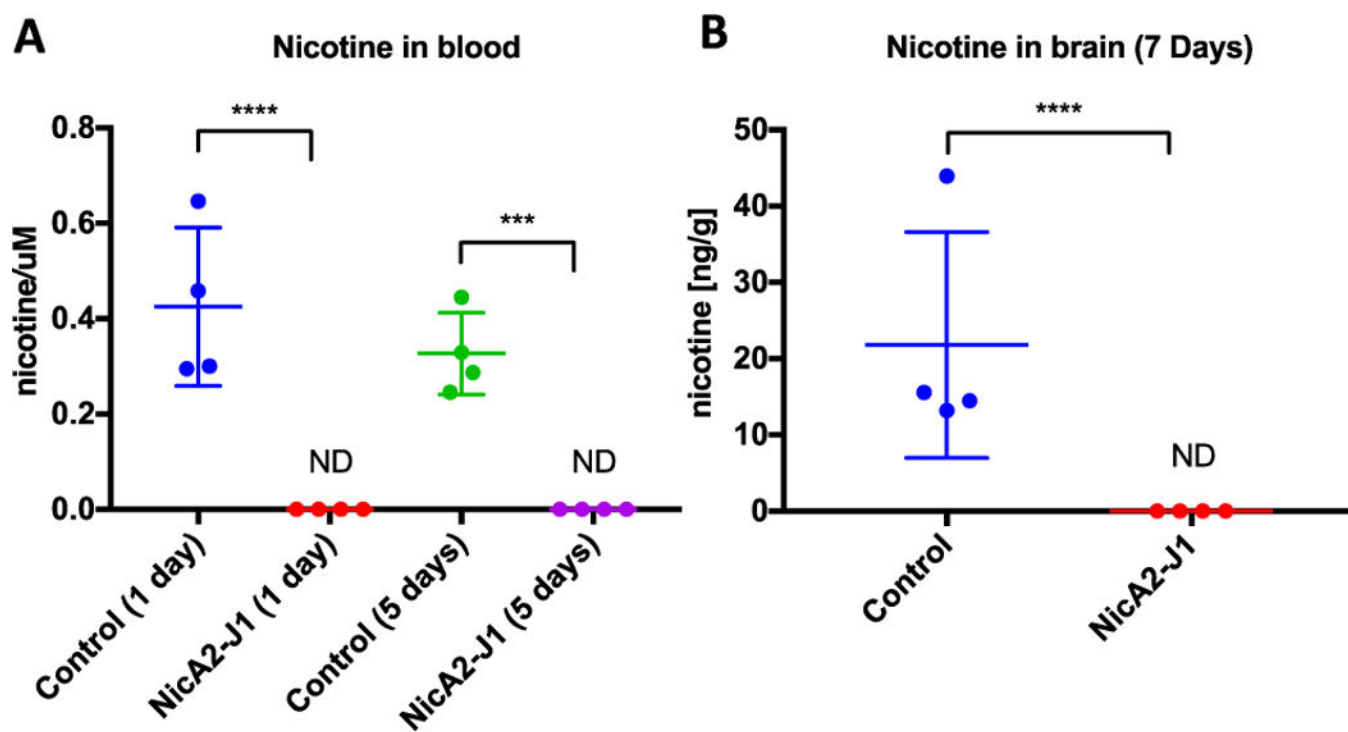 A
Nicotine in blood
****
***
0.8
0.6
0.4
0.2
0.0
nicotine/uM
ND
ND
Control (1 day)
NicA2-J1 (1 day)
Control (5 days)
NicA2-J1 (5 days)
B
Nicotine in brain (7 Days)
****
50
40
30
20
10
0
nicotine [ng/g]
ND
Control
NicA2-J1